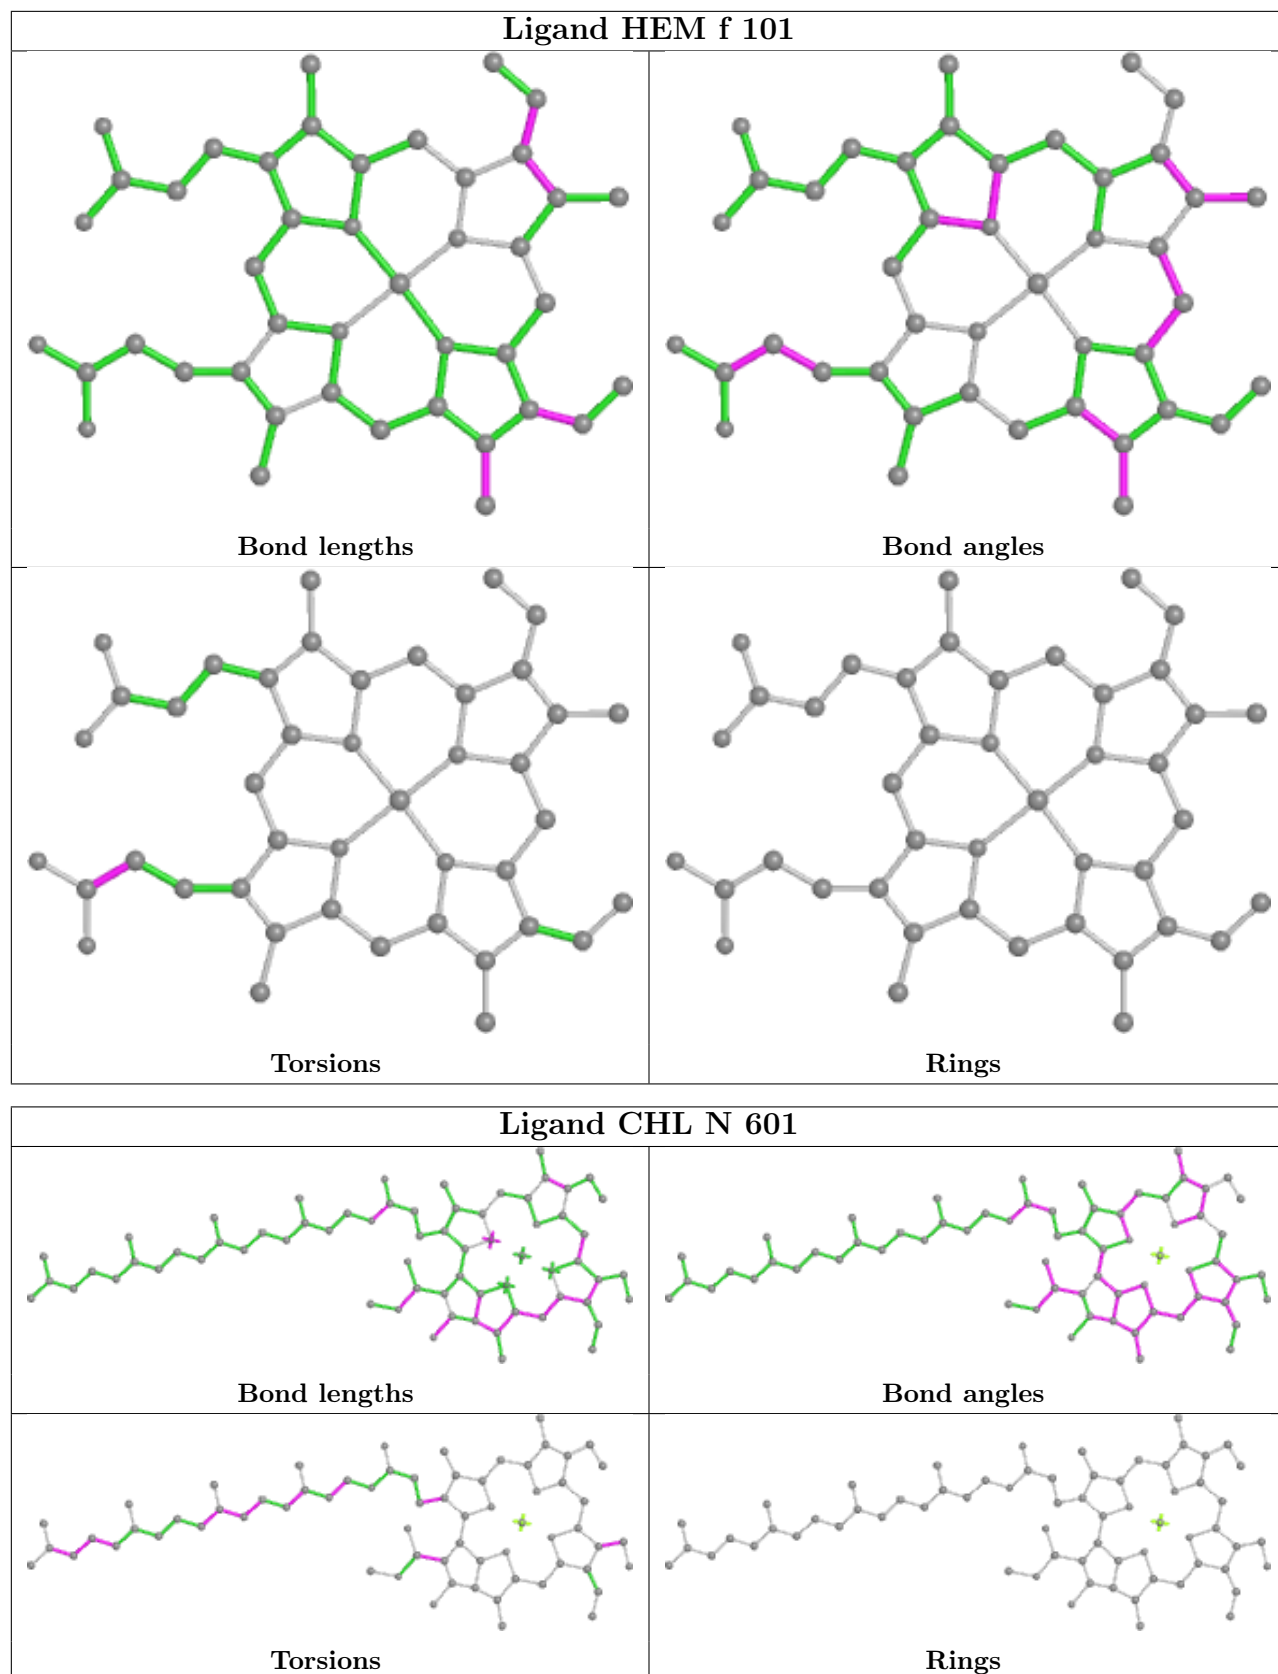 Ligand HEM f 101
Bond lengths
Bond angles
Torsions
Rings
Ligand CHL N 601
Bond lengths
Bond angles
Torsions
Rings